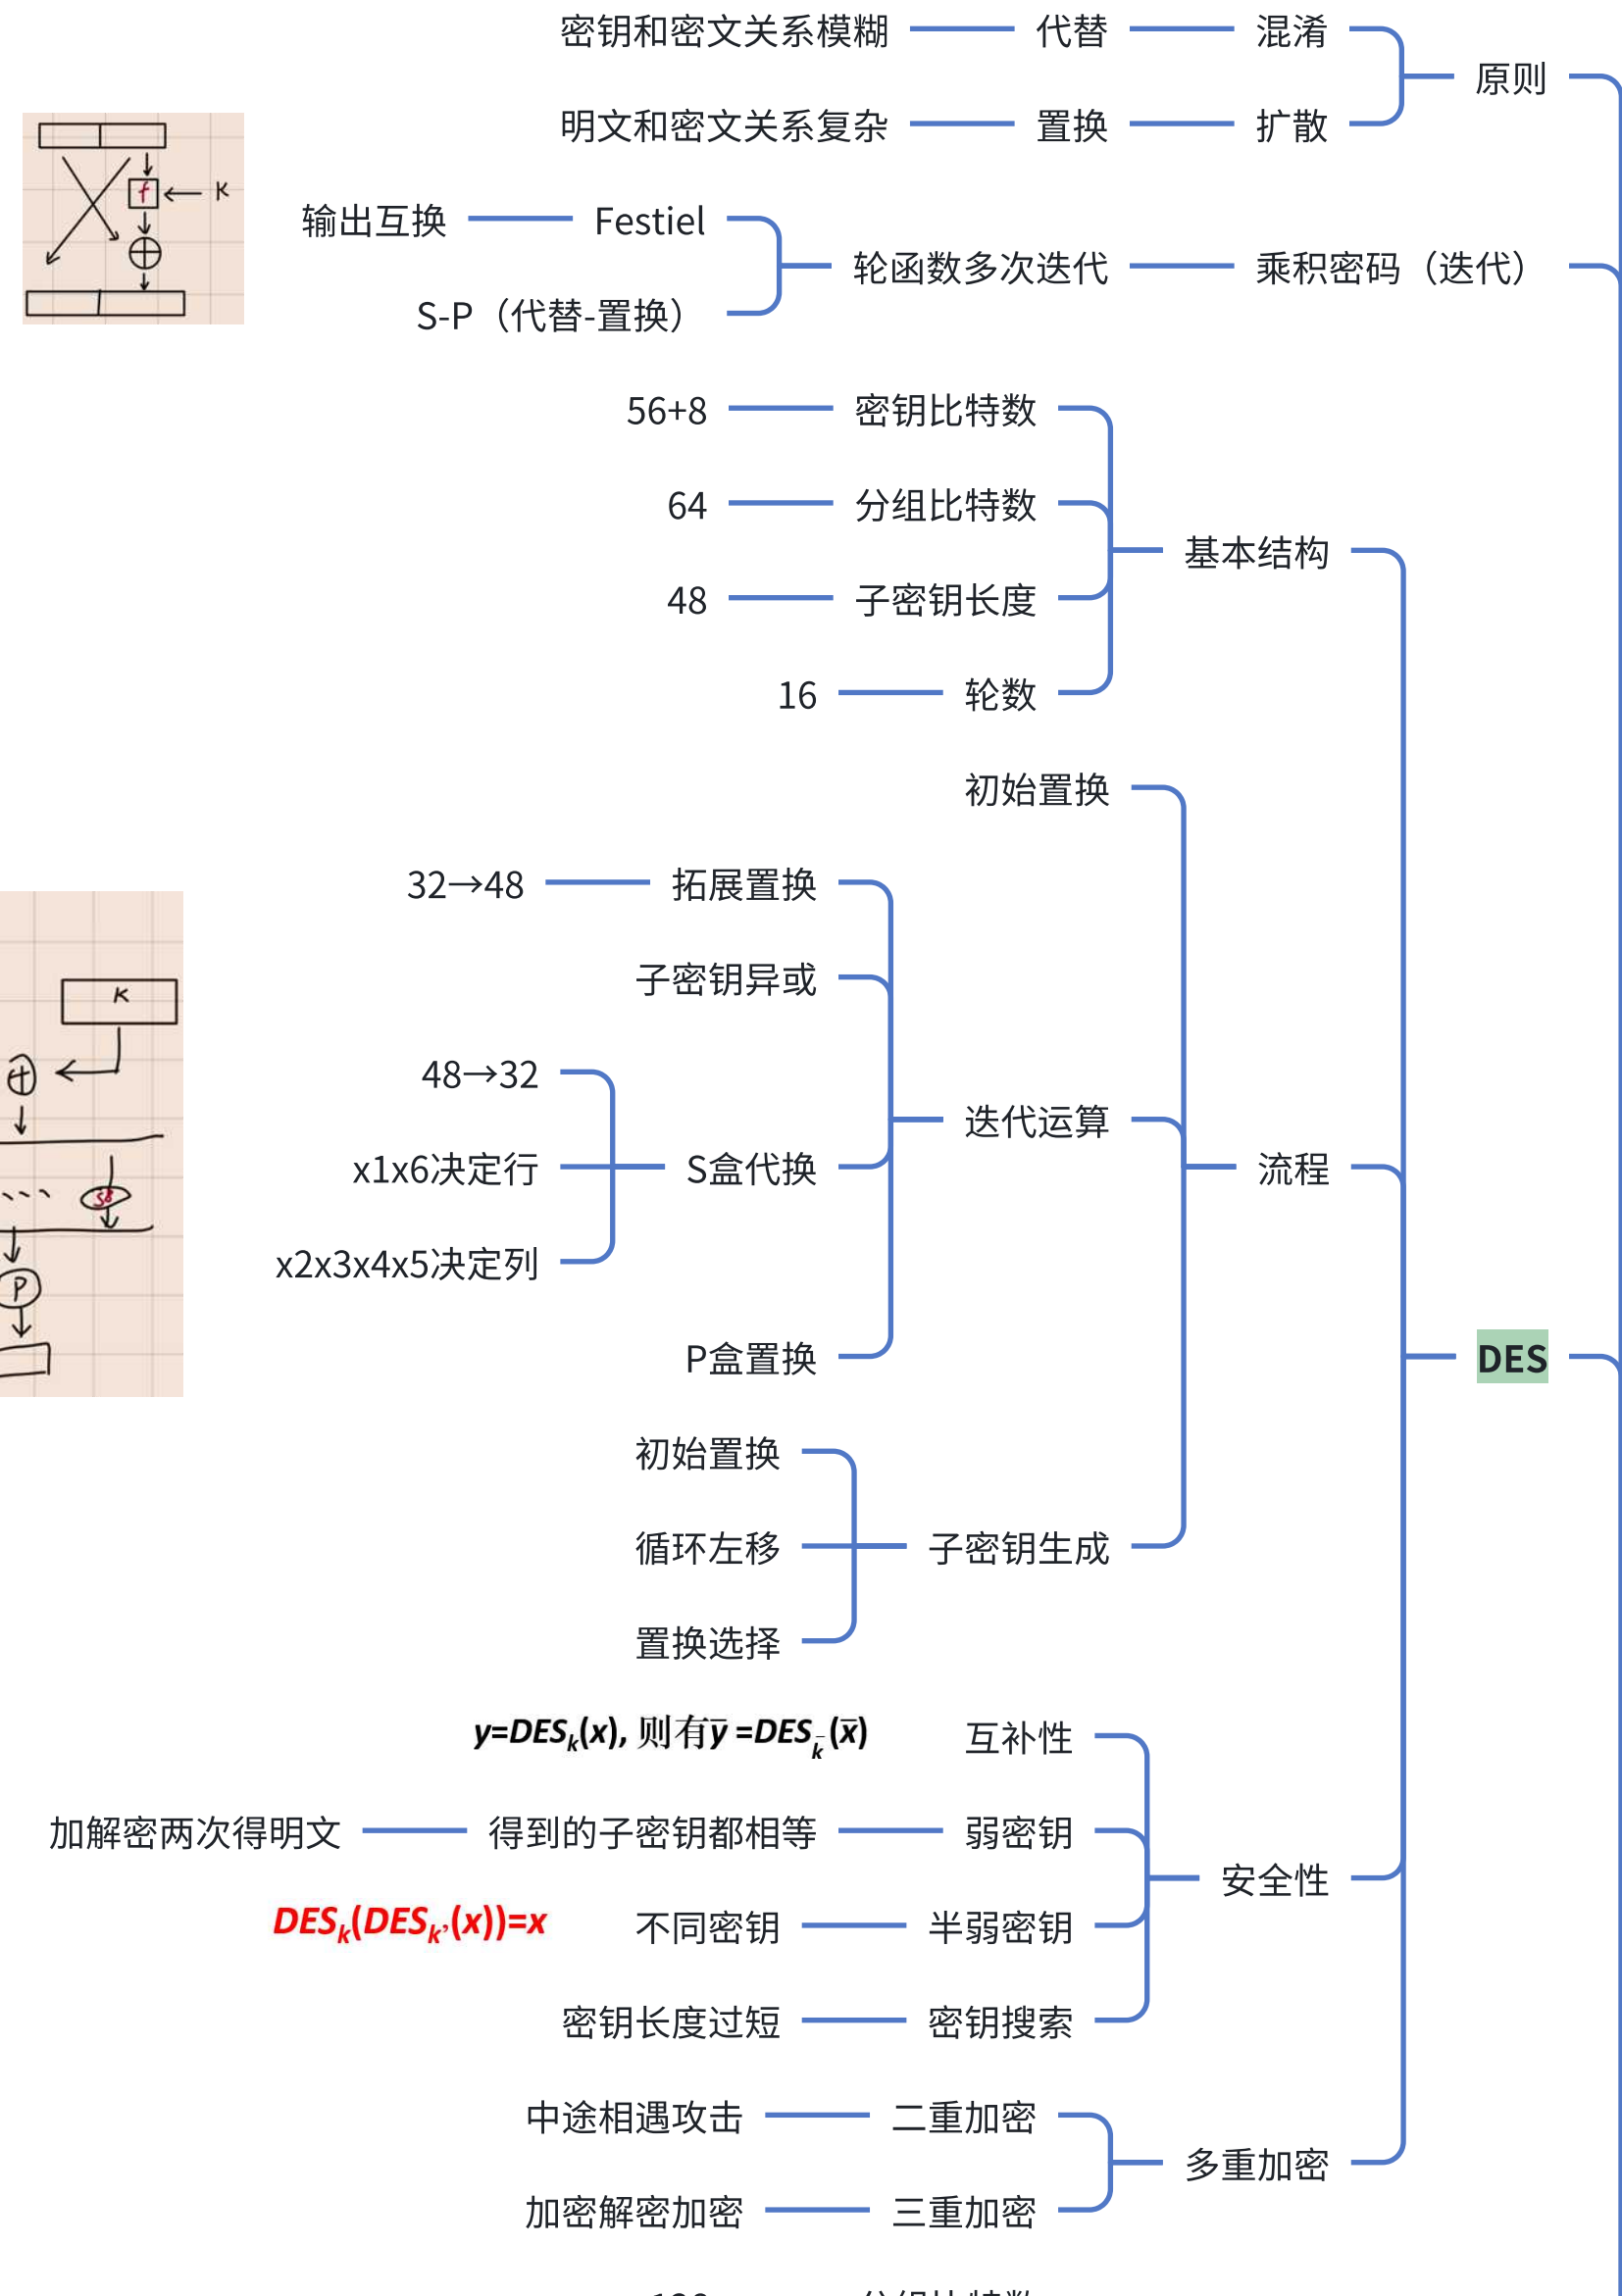 密钥和密文关系模糊 代替 混淆
原则
明文和密文关系复杂 置换 扩散
f K
输出互换 Festiel
轮函数多次迭代 乘积密码（迭代）
S-P（代替-置换）
56+8 密钥比特数
64 分组比特数
基本结构
48 子密钥长度
16 轮数
初始置换
32→48 拓展置换
子密钥异或
K
48→32
迭代运算
x1x6决定行 S盒代换 流程
S8
x2x3x4x5决定列
P
P盒置换 DES
初始置换
循环左移 子密钥生成
置换选择
y=DESk(x), 则有y̅ =DESk̅(x̅) 互补性
加解密两次得明文 得到的子密钥都相等 弱密钥
安全性
DESk(DESk’(x))=x 不同密钥 半弱密钥
密钥长度过短 密钥搜索
中途相遇攻击 二重加密
多重加密
加密解密加密 三重加密